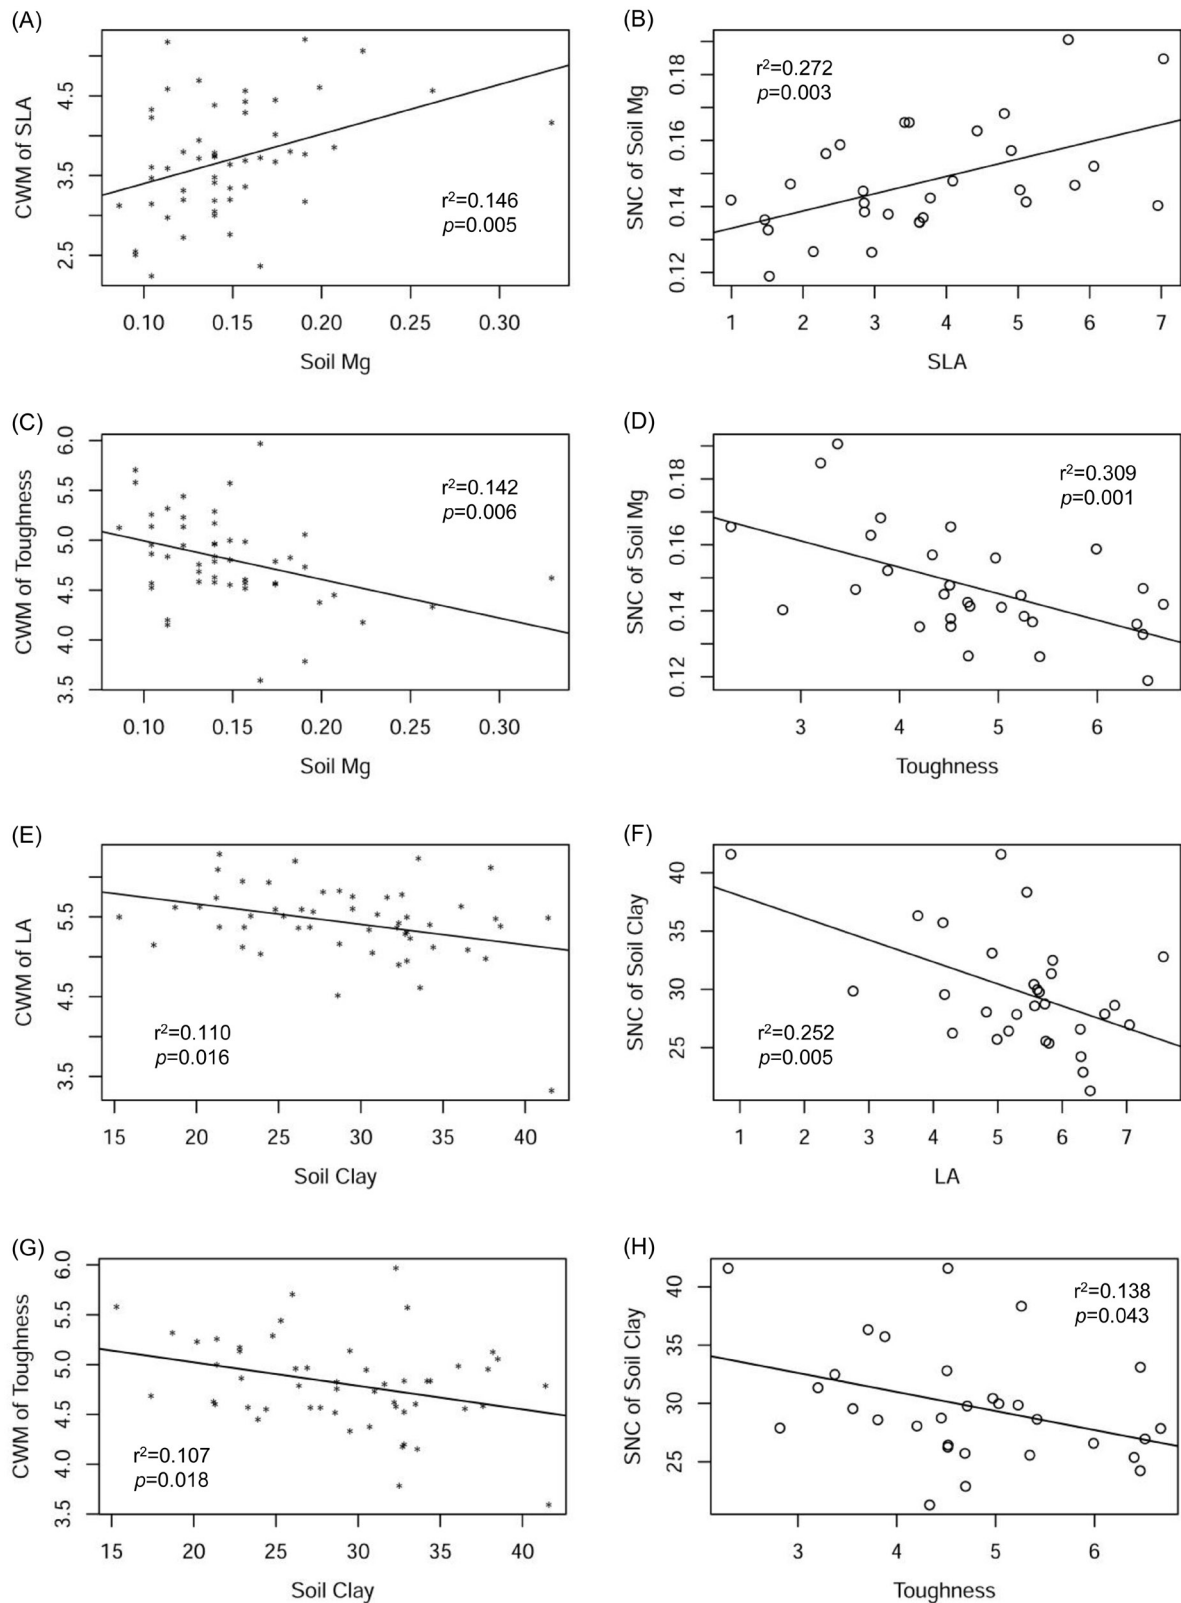 (A)
CWM of SLA
4.5
3.5
2.5
r²=0.146
p=0.005
0.10 0.15 0.20 0.25 0.30
Soil Mg
(B)
SNC of Soil Mg
0.18
0.16
0.14
0.12
r²=0.272
p=0.003
1 2 3 4 5 6 7
SLA
(C)
CWM of Toughness
6.0
5.5
5.0
4.5
4.0
3.5
r²=0.142
p=0.006
0.10 0.15 0.20 0.25 0.30
Soil Mg
(D)
SNC of Soil Mg
0.18
0.16
0.14
0.12
r²=0.309
p=0.001
3 4 5 6
Toughness
(E)
CWM of LA
5.5
4.5
3.5
r²=0.110
p=0.016
15 20 25 30 35 40
Soil Clay
(F)
SNC of Soil Clay
40
35
30
25
r²=0.252
p=0.005
1 2 3 4 5 6 7
LA
(G)
CWM of Toughness
6.0
5.5
5.0
4.5
4.0
3.5
r²=0.107
p=0.018
15 20 25 30 35 40
Soil Clay
(H)
SNC of Soil Clay
40
35
30
25
r²=0.138
p=0.043
3 4 5 6
Toughness